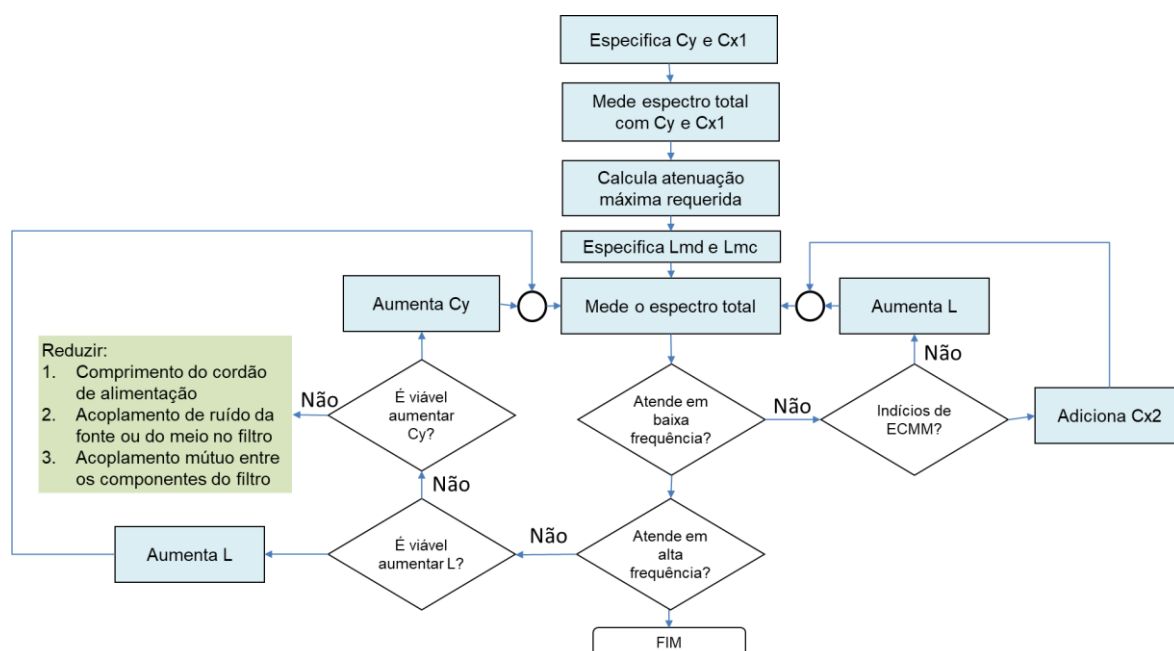 Especifica Cy e Cx1
Mede espectro total
com Cy e Cx1
Calcula atenuação
máxima requerida
Especifica Lmd e Lmc
Aumenta Cy
Mede o espectro total
Aumenta L
Não
Reduzir:
1. Comprimento do cordão
de alimentação
2. Acoplamento de ruído da
fonte ou do meio no filtro
3. Acoplamento mútuo entre
os componentes do filtro
Não
É viável
aumentar
Cy?
Atende em
baixa
frequência?
Não
Indícios de
ECMM?
Adiciona Cx2
Não
Aumenta L
É viável
aumentar L?
Não
Atende em
alta
frequência?
FIM